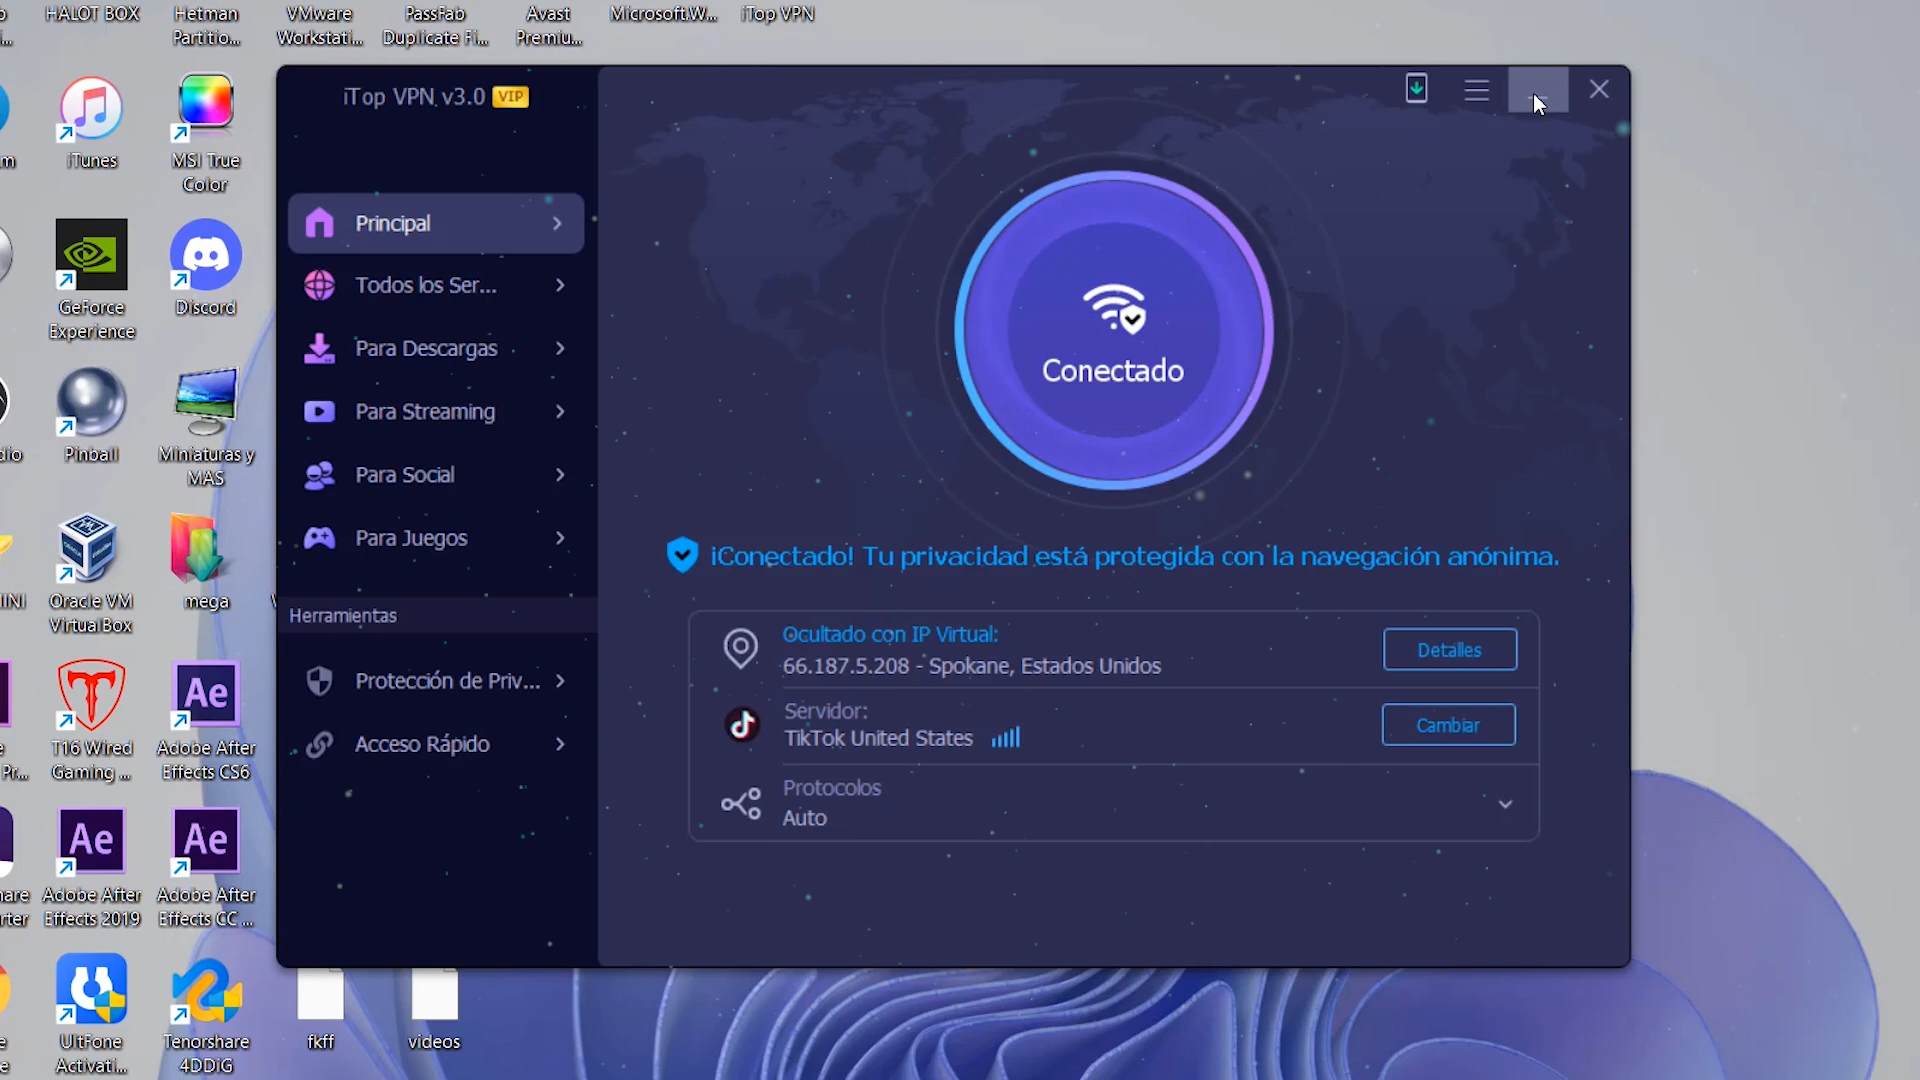 HALOT BOX
Hetman
Partitio...
VMware
Workstati...
PassFab
Duplicate Fi...
Avast
Premiu...
Microsoft.W...
iTop VPN
iTunes
MSI True
Color
GeForce
Experience
Discord
Pinball
Miniaturas y
MAS
Oracle VM
VirtualBox
mega
T16 Wired
Gaming ...
Ae
Adobe After
Effects CS6
Ae
Adobe After
Effects 2019
Ae
Adobe After
Effects CC ...
UltFone
Activati...
Tenorshare
4DDiG
fkff
videos
iTop VPN v3.0 VIP
Principal
Todos los Ser...
Para Descargas
Para Streaming
Para Social
Para Juegos
Herramientas
Protección de Priv...
Acceso Rápido
Conectado
¡Conectado! Tu privacidad está protegida con la navegación anónima.
Ocultado con IP Virtual:
66.187.5.208 - Spokane, Estados Unidos
Detalles
Servidor:
TikTok United States
Cambiar
Protocolos
Auto